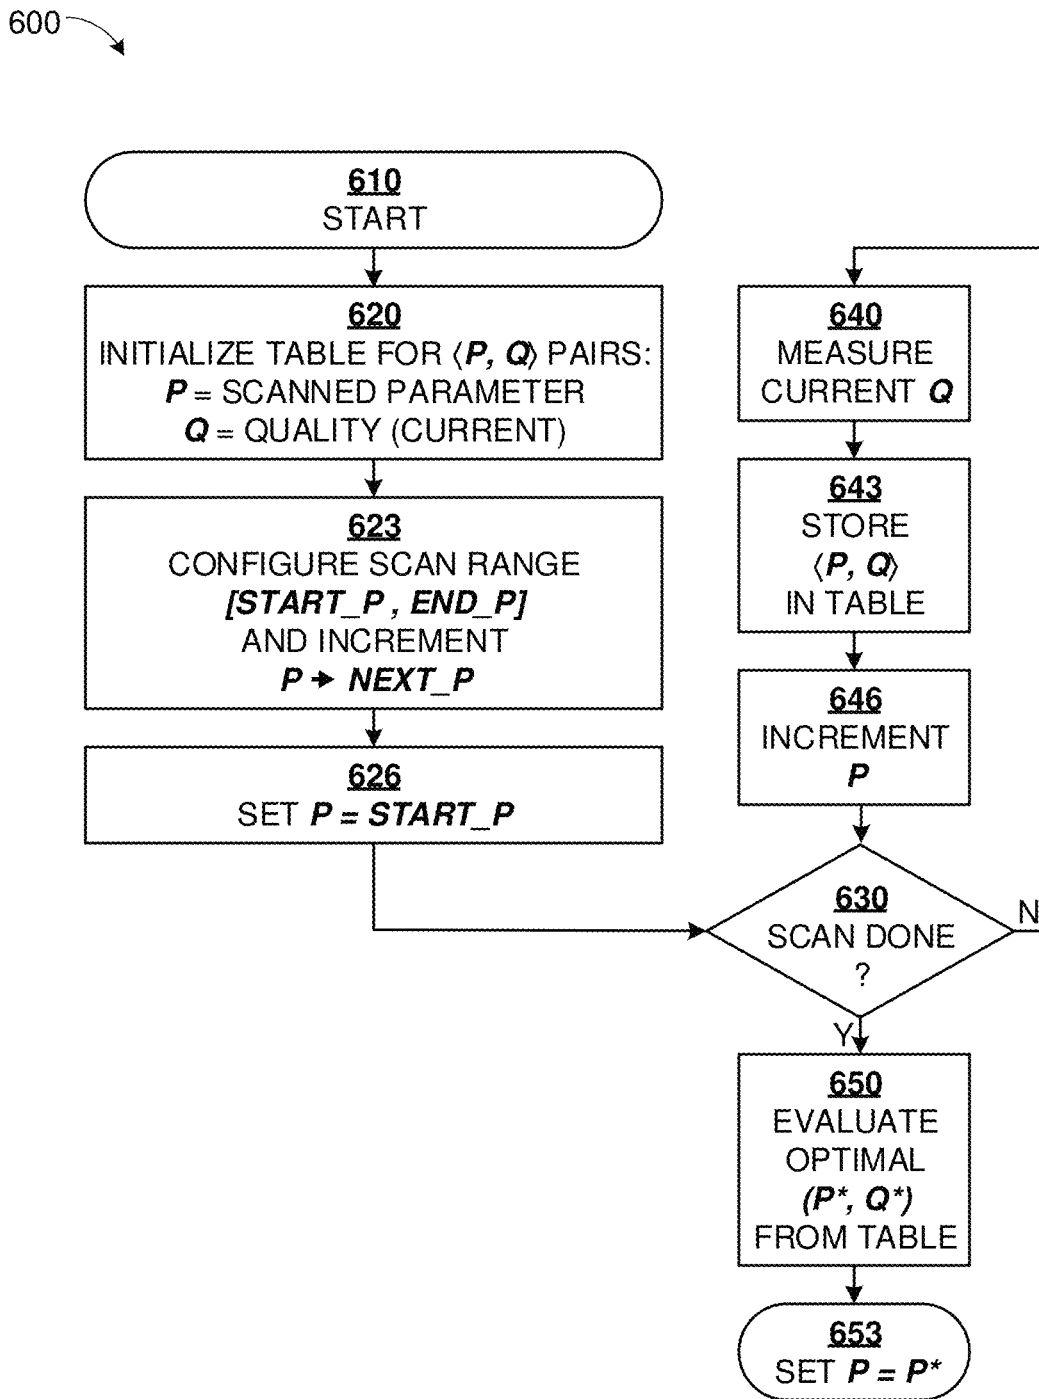 600
610
START
620
INITIALIZE TABLE FOR ⟨P, Q⟩ PAIRS:
P = SCANNED PARAMETER
Q = QUALITY (CURRENT)
623
CONFIGURE SCAN RANGE
[START_P , END_P]
AND INCREMENT
P → NEXT_P
626
SET P = START_P
640
MEASURE
CURRENT Q
643
STORE
⟨P, Q⟩
IN TABLE
646
INCREMENT
P
630
SCAN DONE
?
N
Y
650
EVALUATE
OPTIMAL
(P*, Q*)
FROM TABLE
653
SET P = P*